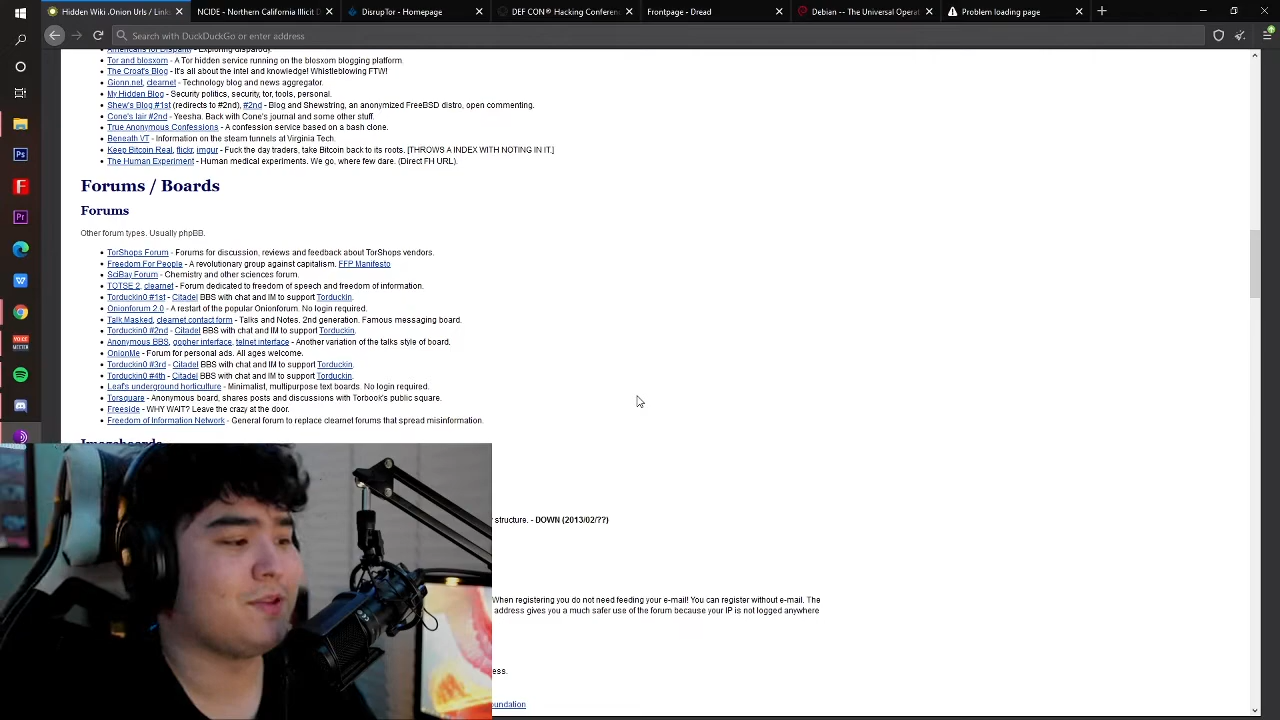 Hidden Wiki .Onion Urls Link
NCIDE - Northern California Illicit D
DisrupTor - Homepage
DEF CON® Hacking Conferenc
Frontpage - Dread
Debian -- The Universal Operat
Problem loading page
Search with DuckDuckGo or enter address
Americans for Disparity - Exploring disparody.
Tor and blosxom - A Tor hidden service running on the blosxom blogging platform.
The Croat's Blog - It's all about the intel and knowledge! Whistleblowing FTW!
Gionn.net, clearnet - Technology blog and news aggregator.
My Hidden Blog - Security politics, security, tor, tools, personal.
Shew's Blog #1st (redirects to #2nd), #2nd - Blog and Shewstring, an anonymized FreeBSD distro, open commenting.
Cone's lair #2nd - Yeesha. Back with Cone's journal and some other stuff.
True Anonymous Confessions - A confession service based on a bash clone.
Beneath VT - Information on the steam tunnels at Virginia Tech.
Keep Bitcoin Real, flickr, imgur - Fuck the day traders, take Bitcoin back to its roots. [THROWS A INDEX WITH NOTING IN IT.]
The Human Experiment - Human medical experiments. We go, where few dare. (Direct FH URL).
Forums / Boards
Forums
Other forum types. Usually phpBB.
TorShops Forum - Forums for discussion, reviews and feedback about TorShops vendors.
Freedom For People - A revolutionary group against capitalism. FFP Manifesto
SciBay Forum - Chemistry and other sciences forum.
TOTSE 2, clearnet - Forum dedicated to freedom of speech and freedom of information.
Torduckin0 #1st - Citadel BBS with chat and IM to support Torduckin.
Onionforum 2.0 - A restart of the popular Onionforum. No login required.
Talk.Masked, clearnet contact form - Talks and Notes, 2nd generation. Famous messaging board.
Torduckin0 #2nd - Citadel BBS with chat and IM to support Torduckin.
Anonymous BBS, gopher interface, telnet interface - Another variation of the talks style of board.
OnionMe - Forum for personal ads. All ages welcome.
Torduckin0 #3rd - Citadel BBS with chat and IM to support Torduckin.
Torduckin0 #4th - Citadel BBS with chat and IM to support Torduckin.
Leaf's underground horticulture - Minimalist, multipurpose text boards. No login required.
Torsquare - Anonymous board, shares posts and discussions with Torbook's public square.
Freeside - WHY WAIT? Leave the crazy at the door.
Freedom of Information Network - General forum to replace clearnet forums that spread misinformation.
Imageboards
structure. - DOWN (2013/02/??)
When registering you do not need feeding your e-mail! You can register without e-mail. The
address gives you a much safer use of the forum because your IP is not logged anywhere
ess.
oundation